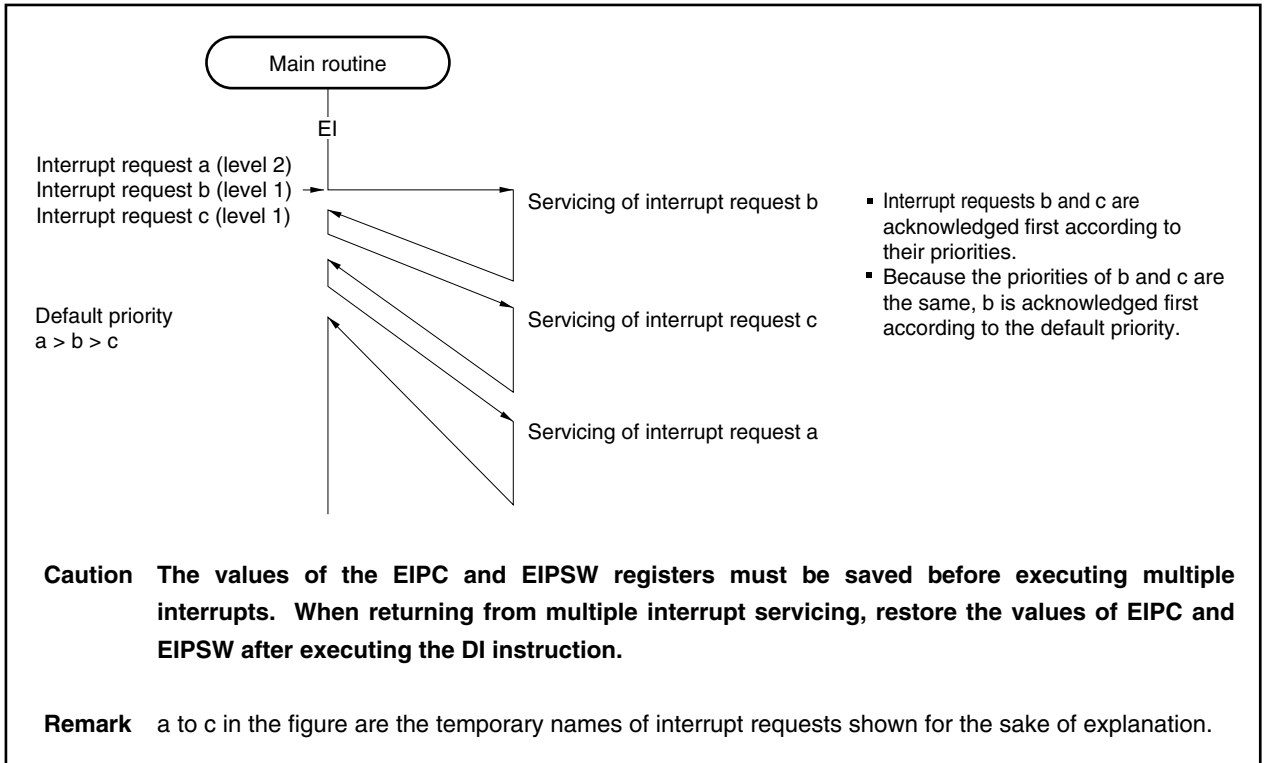 Main routine
EI
Interrupt request a (level 2)
Interrupt request b (level 1)
Interrupt request c (level 1)
Servicing of interrupt request b
▪ Interrupt requests b and c are
acknowledged first according to
their priorities.
▪ Because the priorities of b and c are
the same, b is acknowledged first
according to the default priority.
Default priority
a > b > c
Servicing of interrupt request c
Servicing of interrupt request a
Caution The values of the EIPC and EIPSW registers must be saved before executing multiple
interrupts. When returning from multiple interrupt servicing, restore the values of EIPC and
EIPSW after executing the DI instruction.
Remark a to c in the figure are the temporary names of interrupt requests shown for the sake of explanation.